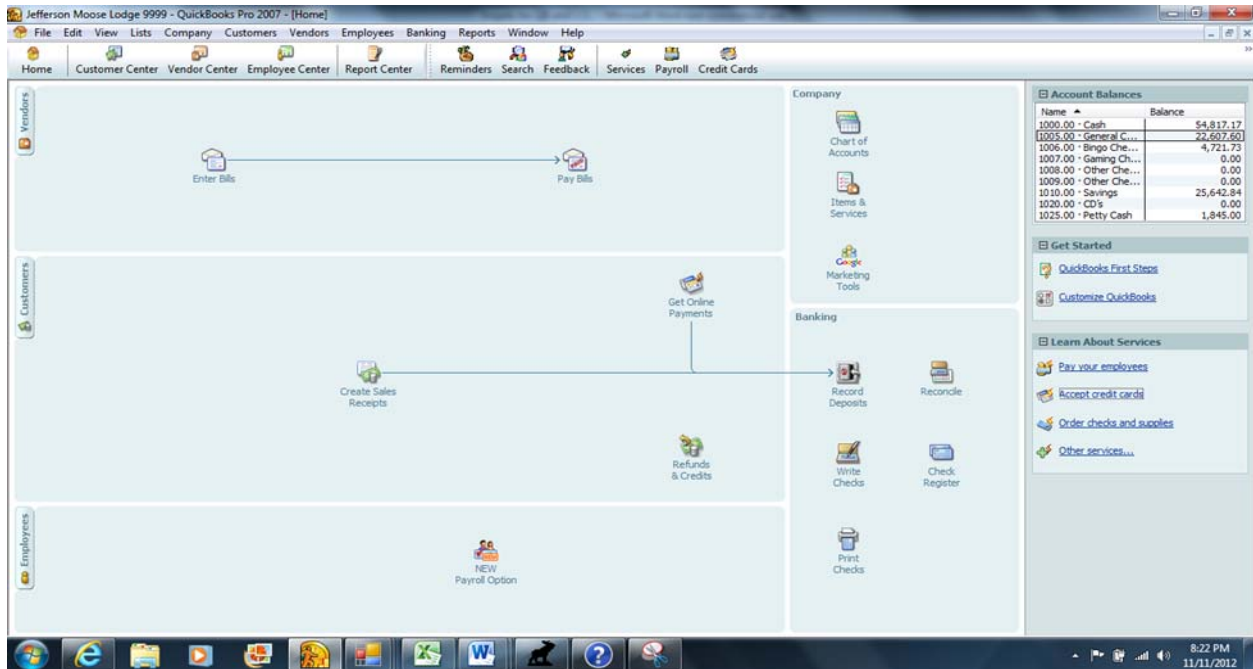 Jefferson Moose Lodge 9999 - QuickBooks Pro 2007 - [Home]
File Edit View Lists Company Customers Vendors Employees Banking Reports Window Help
Home Customer Center Vendor Center Employee Center Report Center Reminders Search Feedback Services Payroll Credit Cards
Vendors
Enter Bills
Pay Bills
Customers
Get Online
Payments
Create Sales
Receipts
Refunds
& Credits
Employees
NEW
Payroll Option
Company
Chart of
Accounts
Items &
Services
Google
Marketing
Tools
Banking
Record
Deposits
Reconcile
Write
Checks
Check
Register
Print
Checks
Account Balances
Name Balance
1000.00 · Cash 54,817.17
1005.00 · General C... 22,607.60
1006.00 · Bingo Che... 4,721.73
1007.00 · Gaming Ch... 0.00
1008.00 · Other Che... 0.00
1009.00 · Other Che... 0.00
1010.00 · Savings 25,642.84
1020.00 · CD's 0.00
1025.00 · Petty Cash 1,845.00
Get Started
QuickBooks First Steps
Customize QuickBooks
Learn About Services
Pay your employees
Accept credit cards
Order checks and supplies
Other services...
8:22 PM
11/11/2012